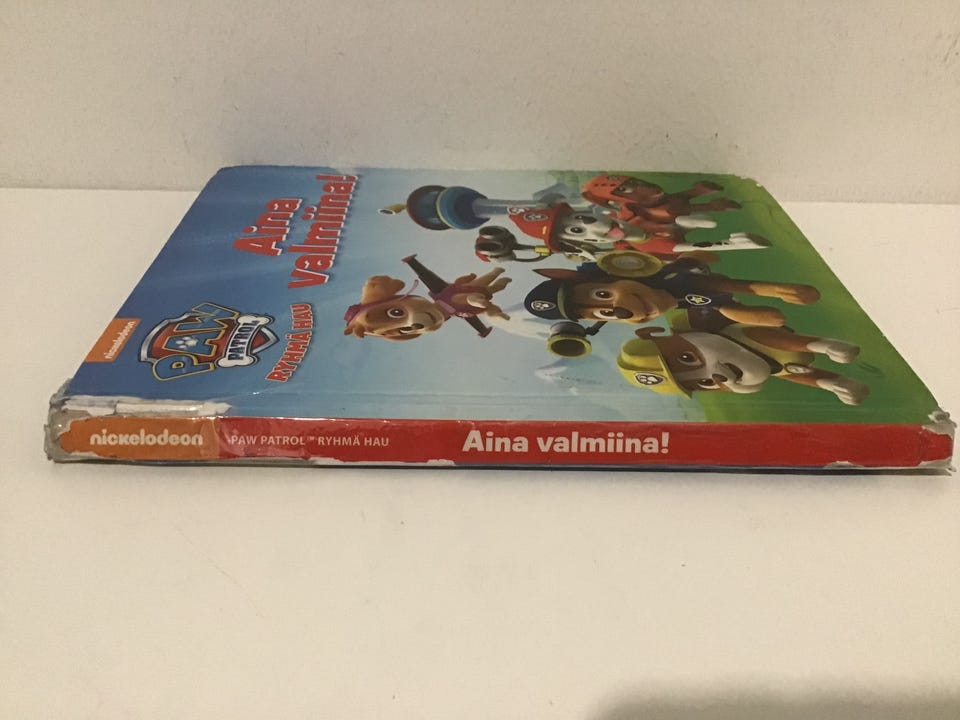 nickelodeon
PAW
PATROL
RYHMÄ HAU
Aina
valmiina!
nickelodeon PAW PATROL™ RYHMÄ HAU Aina valmiina!